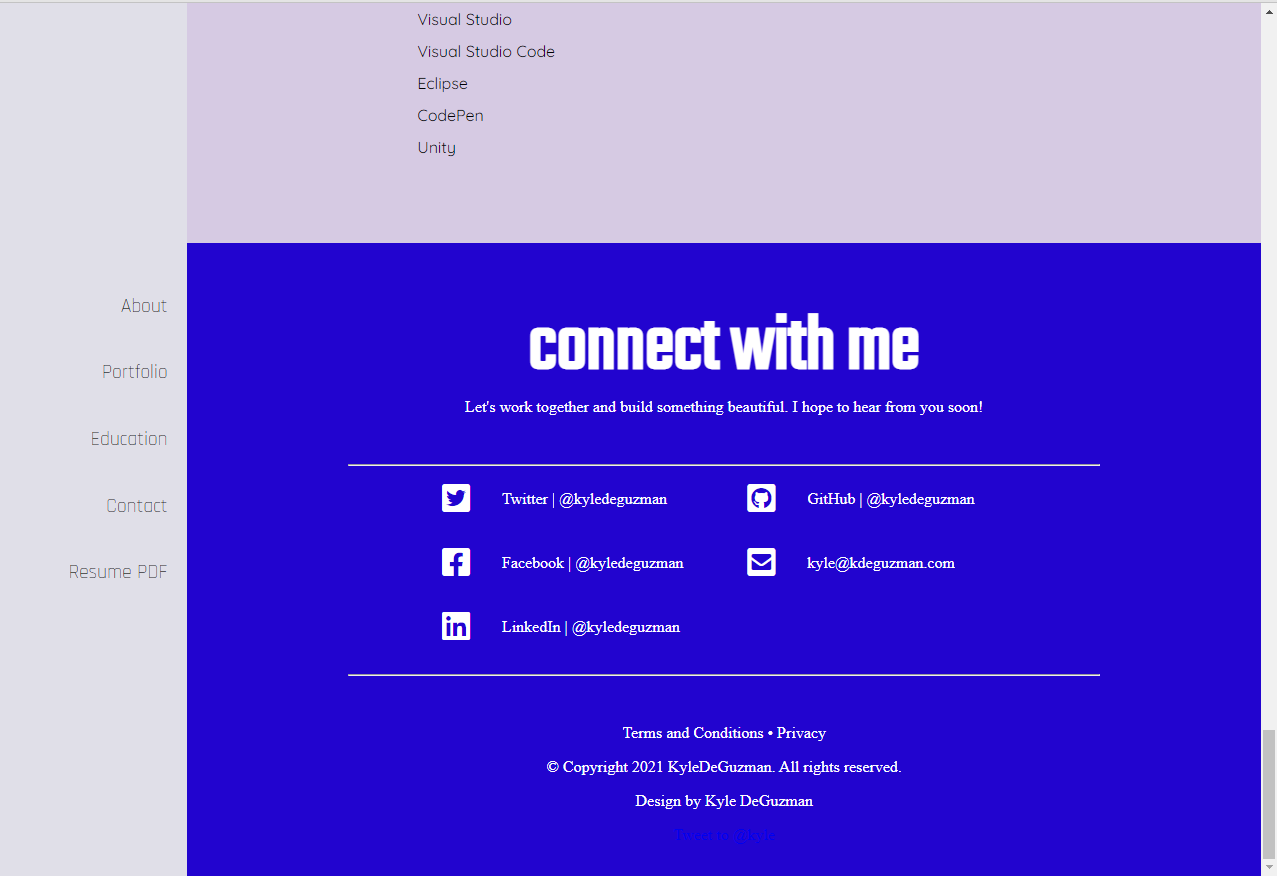 Visual Studio
Visual Studio Code
Eclipse
CodePen
Unity
About
Portfolio
Education
Contact
Resume PDF
connect with me
Let's work together and build something beautiful. I hope to hear from you soon!
Twitter | @kyledeguzman
GitHub | @kyledeguzman
Facebook | @kyledeguzman
kyle@kdeguzman.com
LinkedIn | @kyledeguzman
Terms and Conditions • Privacy
© Copyright 2021 KyleDeGuzman. All rights reserved.
Design by Kyle DeGuzman
Tweet to @kyle